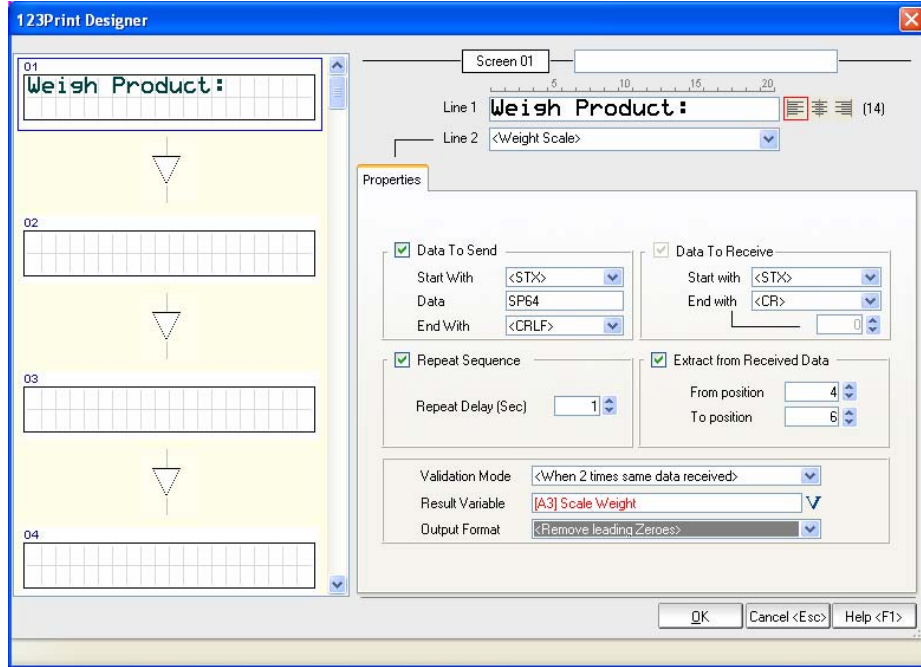 123Print Designer
01
Weigh Product:
02
03
04
Screen 01
5 10 15 20
Line 1 Weigh Product: (14)
Line 2 <Weight Scale>
Properties
Data To Send
Start With <STX>
Data SP64
End With <CRLF>
Data To Receive
Start with <STX>
End with <CR>
0
Repeat Sequence
Repeat Delay (Sec) 1
Extract from Received Data
From position 4
To position 6
Validation Mode <When 2 times same data received>
Result Variable [A3] Scale Weight V
Output Format <Remove leading Zeroes>
OK Cancel <Esc> Help <F1>